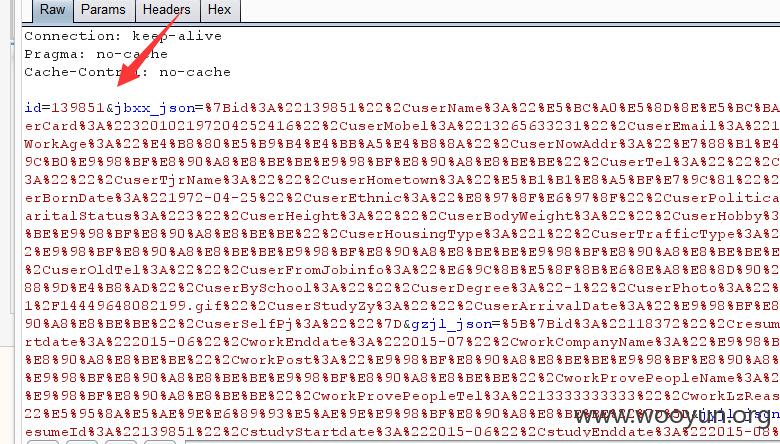 Raw Params Headers Hex
Connection: keep-alive
Pragma: no-cache
Cache-Control: no-cache
id=139851&jbxx_json=%7Bid%3A%22139851%22%2CuserName%3A%22%E5%BC%A0%E5%8D%8E%E5%BC%BA
erCard%3A%22320102197204252416%22%2CuserMobel%3A%2213265633231%22%2CuserEmail%3A%221
WorkAge%3A%22%E4%B8%80%E5%B9%B4%E4%BB%A5%E4%B8%8A%22%2CuserNowAddr%3A%22%E7%88%B1%E4
9C%B0%E9%98%BF%E8%90%A8%E8%BE%BE%E9%98%BF%E8%90%A8%E8%BE%BE%22%2CuserTel%3A%22%22%2C
3A%22%22%2CuserTjrName%3A%22%22%2CuserHometown%3A%22%E5%B1%B1%E8%A5%BF%E7%9C%81%22%2
erBornDate%3A%221972-04-25%22%2CuserEthnic%3A%22%E8%97%8F%E6%97%8F%22%2CuserPolitica
aritalStatus%3A%223%22%2CuserHeight%3A%22%22%2CuserBodyWeight%3A%22%22%2CuserHobby%3
%BE%E9%98%BF%E8%90%A8%E8%BE%BE%22%2CuserHousingType%3A%221%22%2CuserTrafficType%3A%2
2%E9%98%BF%E8%90%A8%E8%BE%BE%E9%98%BF%E8%90%A8%E8%BE%BE%E9%98%BF%E8%90%A8%E8%BE%BE%E
%2CuserOldTel%3A%22%22%2CuserFromJobinfo%3A%22%E6%9C%8B%E5%8F%8B%E6%8E%A8%E8%8D%90%2
88%9D%E4%B8%AD%22%2CuserBySchool%3A%22%22%2CuserDegree%3A%22-1%22%2CuserPhoto%3A%22%
1%2F14449648082199.gif%22%2CuserStudyZy%3A%22%22%2CuserArrivalDate%3A%22%E9%98%BF%E8
90%A8%E8%BE%BE%22%2CuserSelfPj%3A%22%22%7D&gzjl_json=%5B%7Bid%3A%22118372%22%2Cresum
rtdate%3A%222015-06%22%2CworkEnddate%3A%222015-07%22%2CworkCompanyName%3A%22%E9%98%B
%E8%90%A8%E8%BE%BE%22%2CworkPost%3A%22%E9%98%BF%E8%90%A8%E8%BE%BE%E9%98%BF%E8%90%A8%
%E9%98%BF%E8%90%A8%E8%BE%BE%E9%98%BF%E8%90%A8%E8%BE%BE%22%2CworkProvePeopleName%3A%2
%E9%98%BF%E8%90%A8%E8%BE%BE%22%2CworkProvePeopleTel%3A%2213333333333%22%2CworkLzReas
22%E5%95%8A%E5%AE%9E%E6%89%93%E5%AE%9E%E9%98%BF%E8%90%A8%E8%BE%BE%22%7D%5D&
esumeId%3A%22139851%22%2CstudyStartdate%3A%222015-06%22%2CstudyEnddate%3A%222015-08%
www.wooyun.org